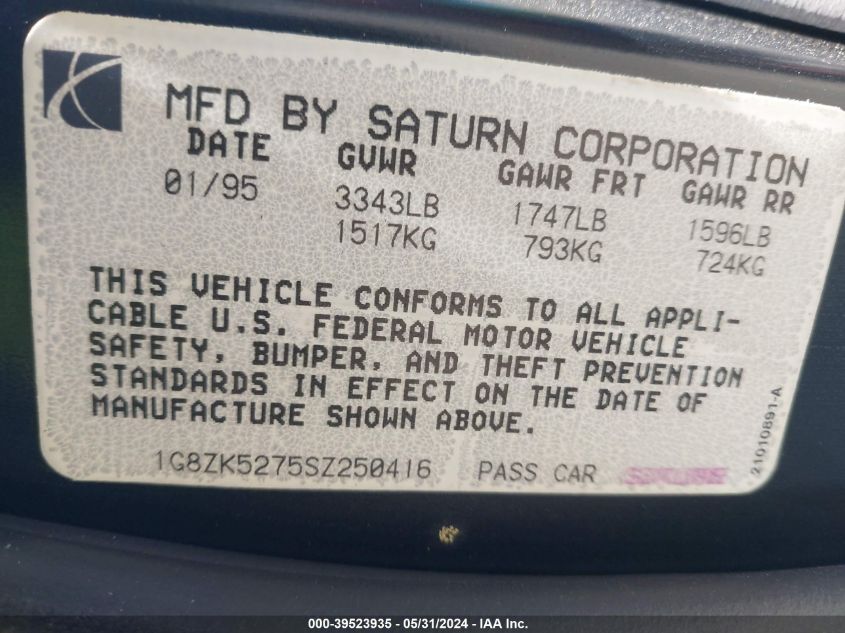 MFD BY SATURN CORPORATION
DATE GVWR GAWR FRT GAWR RR
01/95 3343LB 1747LB 1596LB
1517KG 793KG 724KG
THIS VEHICLE CONFORMS TO ALL APPLI-
CABLE U.S. FEDERAL MOTOR VEHICLE
SAFETY, BUMPER, AND THEFT PREVENTION
STANDARDS IN EFFECT ON THE DATE OF
MANUFACTURE SHOWN ABOVE.
1G8ZK5275SZ250416 PASS CAR
21010891-A
000-39523935 - 05/31/2024 - IAA Inc.